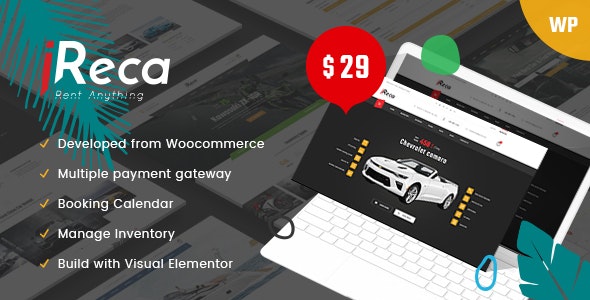 WP
iReca
Rent Anything
$ 29
Developed from Woocommerce
Multiple payment gateway
Booking Calendar
Manage Inventory
Build with Visual Elementor
iReca
Chevrolet camaro